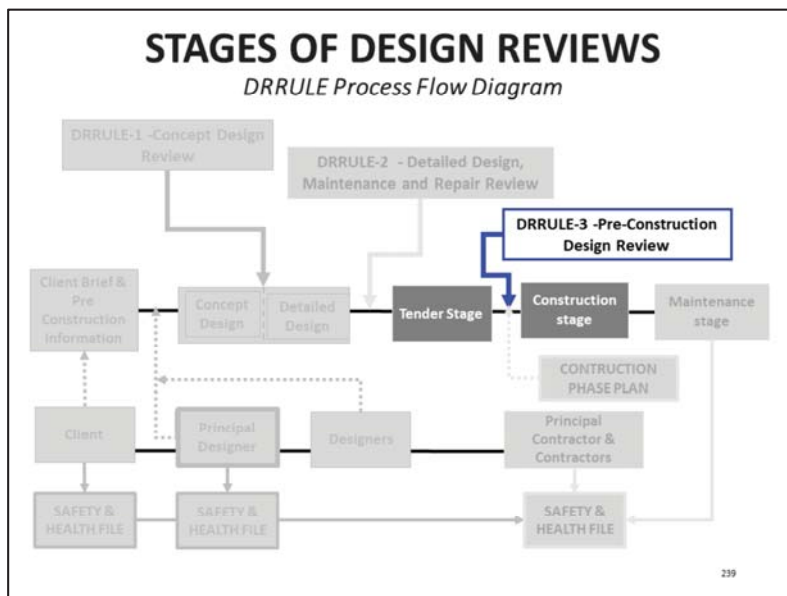 STAGES OF DESIGN REVIEWS
DRRULE Process Flow Diagram
DRRULE-1 -Concept Design
Review
DRRULE-2 - Detailed Design,
Maintenance and Repair Review
DRRULE-3 -Pre-Construction
Design Review
Client Brief & 
Pre
Construction
Information
Concept
Design
Detailed
Design
Tender Stage
Construction
stage
Maintenance
stage
CONTRUCTION
PHASE PLAN
Client
Principal
Designer
Designers
Principal
Contractor &
Contractors
SAFETY &
HEALTH FILE
SAFETY &
HEALTH FILE
SAFETY &
HEALTH FILE
239